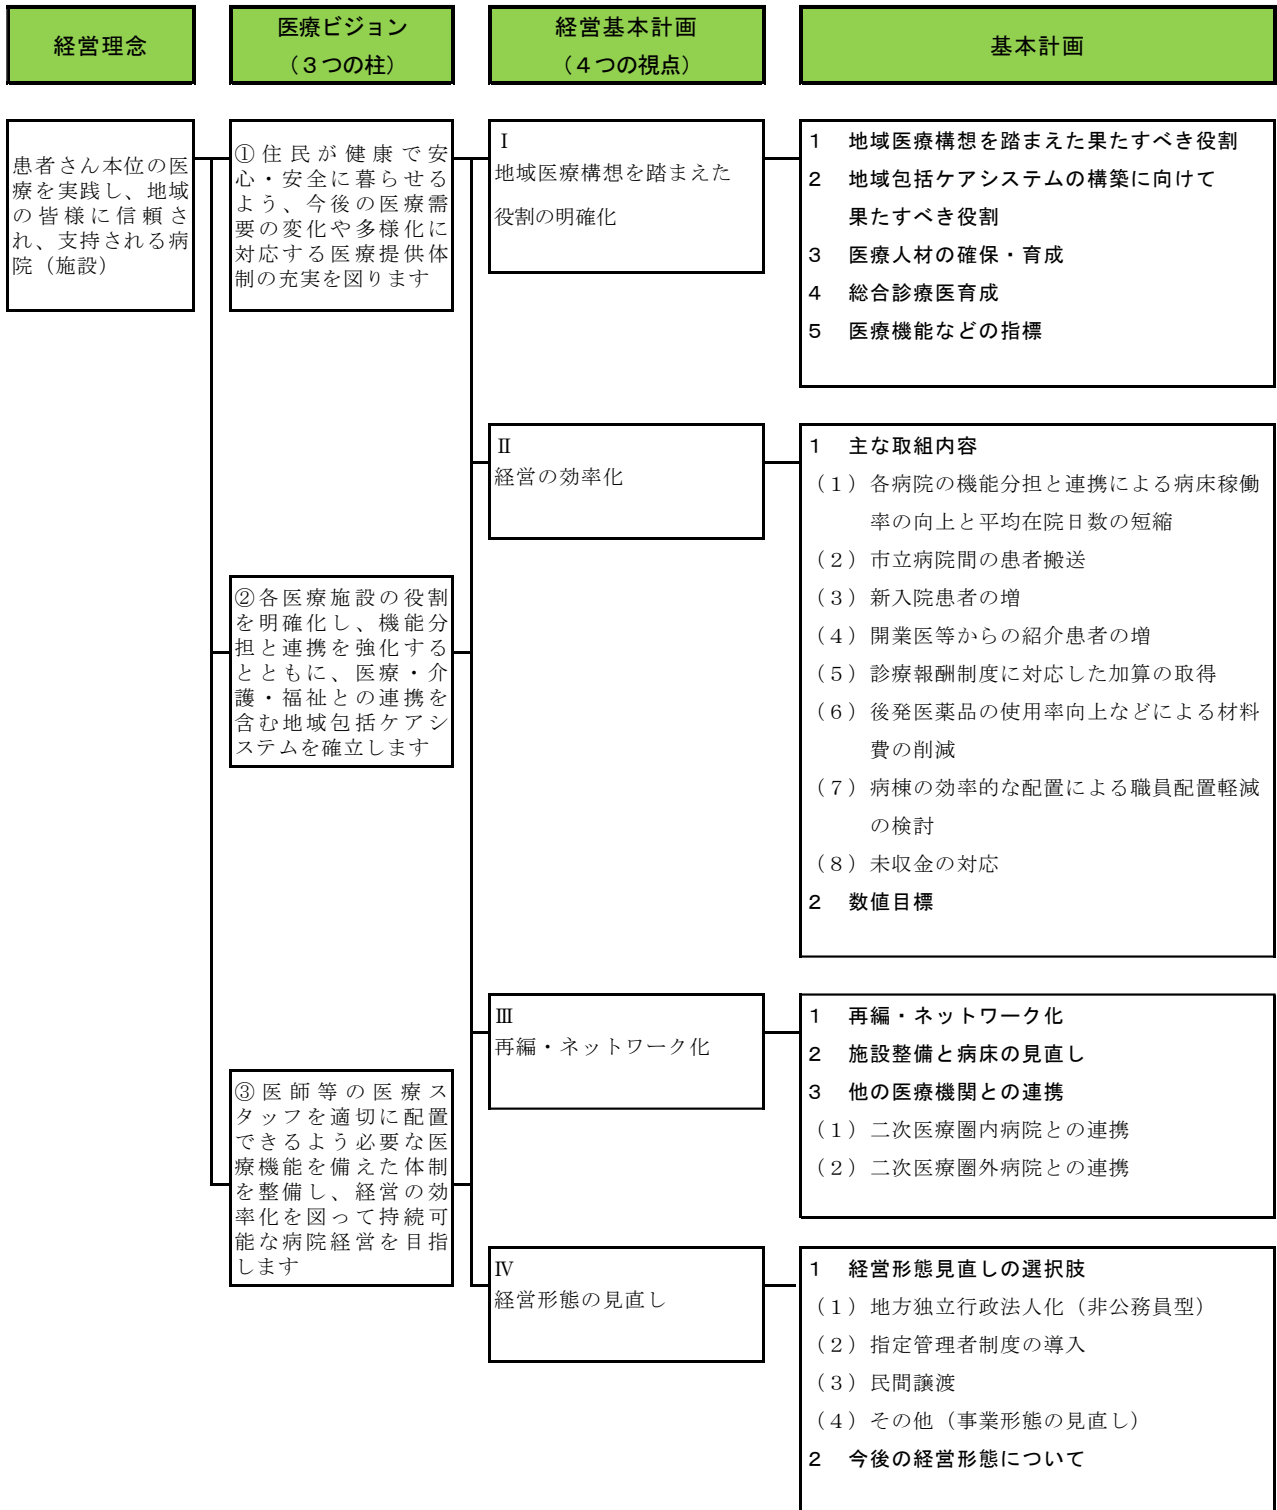 経営理念
医療ビジョン
（３つの柱）
経営基本計画
（４つの視点）
基本計画
患者さん本位の医
療を実践し、地域
の皆様に信頼さ
れ、支持される病
院（施設）
①住民が健康で安
心・安全に暮らせる
よう、今後の医療需
要の変化や多様化に
対応する医療提供体
制の充実を図ります
②各医療施設の役割
を明確化し、機能分
担と連携を強化する
とともに、医療・介
護・福祉との連携を
含む地域包括ケアシ
ステムを確立します
③医師等の医療ス
タッフを適切に配置
できるよう必要な医
療機能を備えた体制
を整備し、経営の効
率化を図って持続可
能な病院経営を目指
します
Ⅰ
地域医療構想を踏まえた
役割の明確化
１　地域医療構想を踏まえた果たすべき役割
２　地域包括ケアシステムの構築に向けて
果たすべき役割
３　医療人材の確保・育成
４　総合診療医育成
５　医療機能などの指標
Ⅱ
経営の効率化
１　主な取組内容
（１）各病院の機能分担と連携による病床稼働
率の向上と平均在院日数の短縮
（２）市立病院間の患者搬送
（３）新入院患者の増
（４）開業医等からの紹介患者の増
（５）診療報酬制度に対応した加算の取得
（６）後発医薬品の使用率向上などによる材料
費の削減
（７）病棟の効率的な配置による職員配置軽減
の検討
（８）未収金の対応
２　数値目標
Ⅲ
再編・ネットワーク化
１　再編・ネットワーク化
２　施設整備と病床の見直し
３　他の医療機関との連携
（１）二次医療圏内病院との連携
（２）二次医療圏外病院との連携
Ⅳ
経営形態の見直し
１　経営形態見直しの選択肢
（１）地方独立行政法人化（非公務員型）
（２）指定管理者制度の導入
（３）民間譲渡
（４）その他（事業形態の見直し）
２　今後の経営形態について